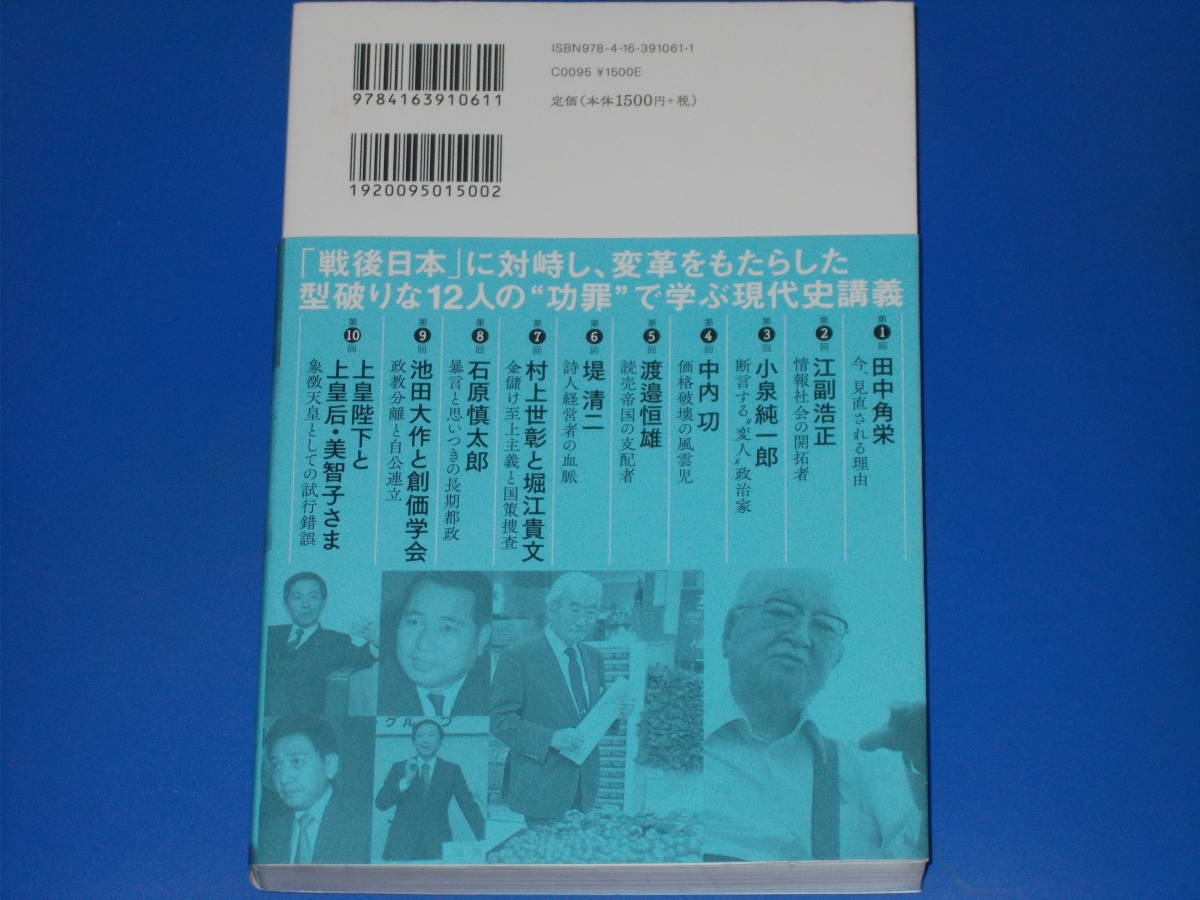 ISBN978-4-16-391061-1
C0095 ¥1500E
定価(本体1500円+税)
9784163910611
1920095015002
「戦後日本」に対峙し、変革をもたらした
型破りな12人の“功罪”で学ぶ現代史講義
第1回
田中角栄
今、見直される理由
第2回
江副浩正
情報社会の開拓者
第3回
小泉純一郎
断言する“変人”政治家
第4回
中内 功
価格破壊の風雲児
第5回
渡邉恒雄
読売帝国の支配者
第6回
堤 清二
詩人経営者の血脈
第7回
村上世彰と堀江貴文
金儲け至上主義と国策捜査
第8回
石原慎太郎
暴言と思いつきの長期都政
第9回
池田大作と創価学会
政教分離と自公連立
第10回
上皇陛下と
上皇后・美智子さま
象徴天皇としての試行錯誤
グループ